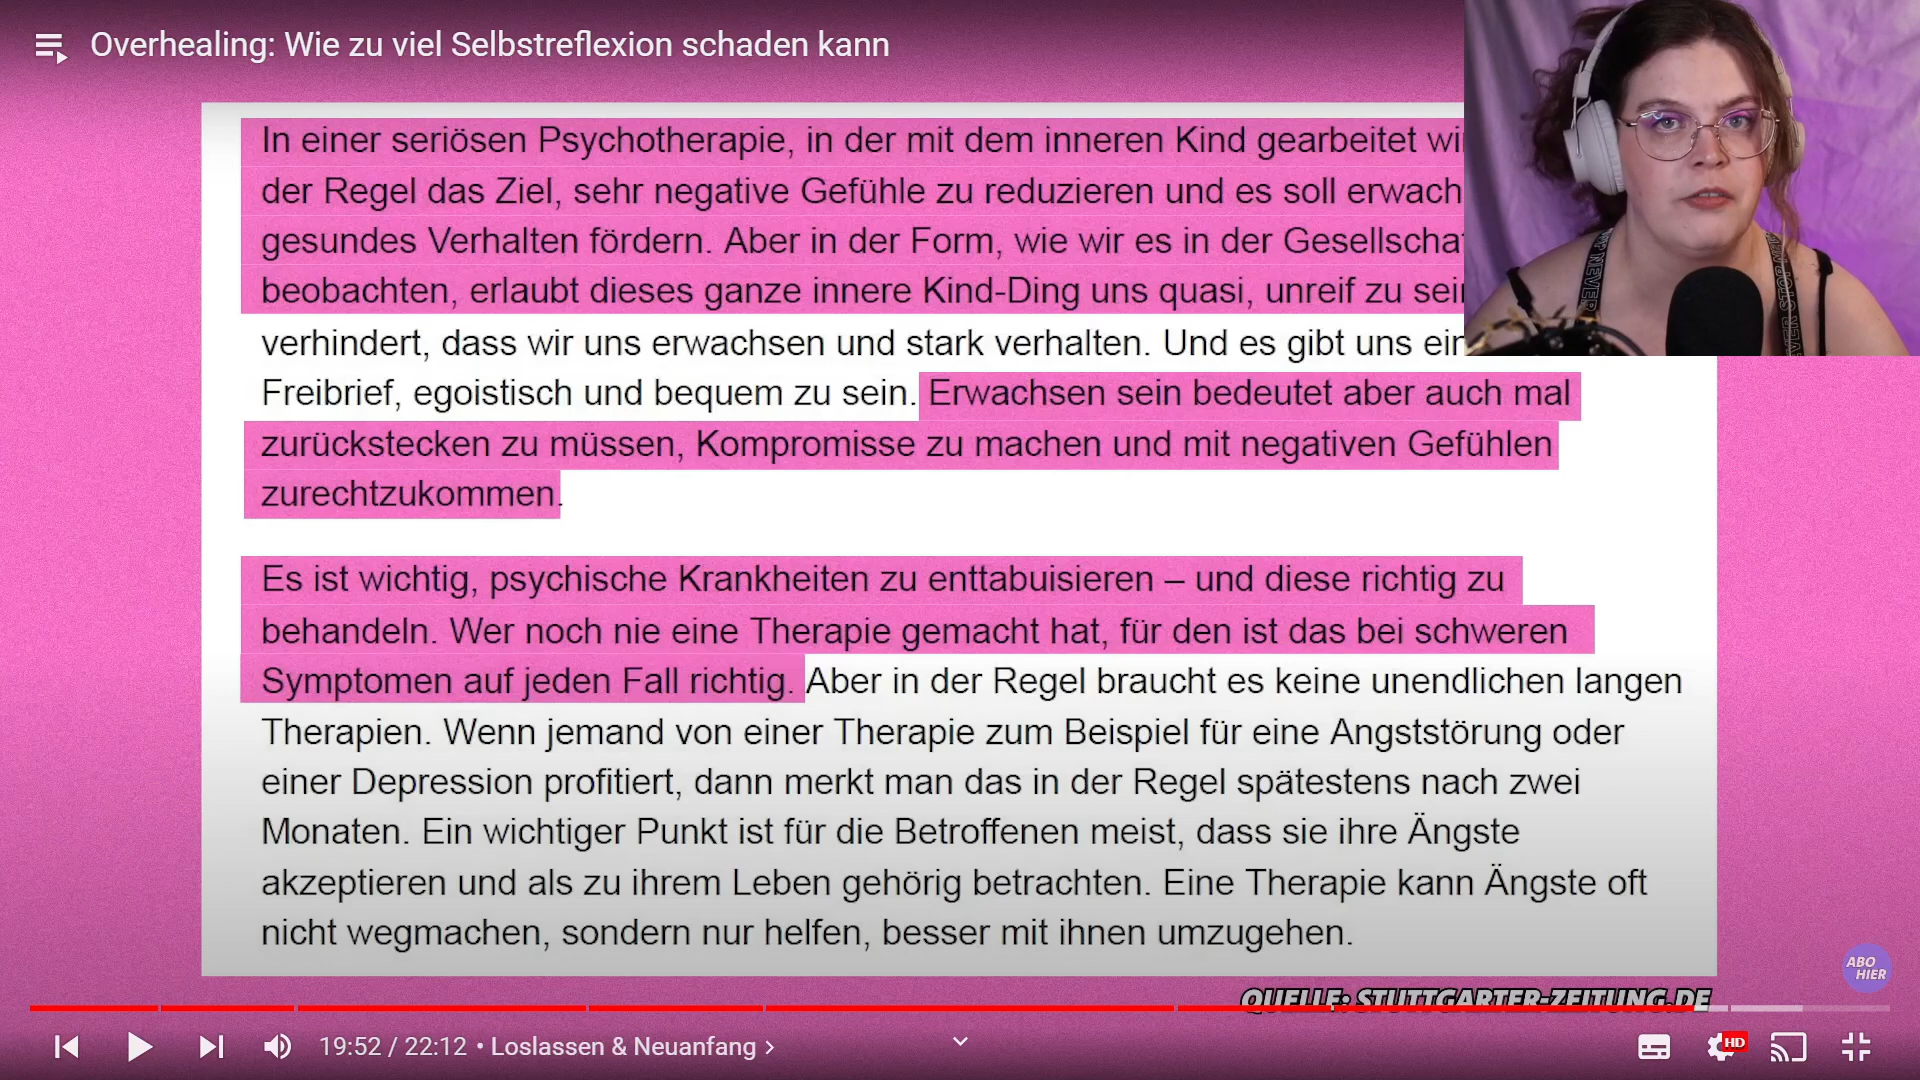 Overhealing: Wie zu viel Selbstreflexion schaden kann
In einer seriösen Psychotherapie, in der mit dem inneren Kind gearbeitet
der Regel das Ziel, sehr negative Gefühle zu reduzieren und es soll
gesundes Verhalten fördern. Aber in der Form, wie wir es in der
beobachten, erlaubt dieses ganze innere Kind-Ding uns quasi, unreif zu
verhindert, dass wir uns erwachsen und stark verhalten. Und es gibt uns
Freibrief, egoistisch und bequem zu sein. Erwachsen sein bedeutet aber auch mal
zurückstecken zu müssen, Kompromisse zu machen und mit negativen Gefühlen
zurechtzukommen.
Es ist wichtig, psychische Krankheiten zu enttabuisieren – und diese richtig zu
behandeln. Wer noch nie eine Therapie gemacht hat, für den ist das bei schweren
Symptomen auf jeden Fall richtig. Aber in der Regel braucht es keine unendlichen langen
Therapien. Wenn jemand von einer Therapie zum Beispiel für eine Angststörung oder
einer Depression profitiert, dann merkt man das in der Regel spätestens nach zwei
Monaten. Ein wichtiger Punkt ist für die Betroffenen meist, dass sie ihre Ängste
akzeptieren und als zu ihrem Leben gehörig betrachten. Eine Therapie kann Ängste oft
nicht wegmachen, sondern nur helfen, besser mit ihnen umzugehen.
NEVER
NEVER STOPS
ABO
HIER
QUELLE: STUTTGARTER-ZEITUNG.DE
19:52 / 22:12 • Loslassen & Neuanfang
HD